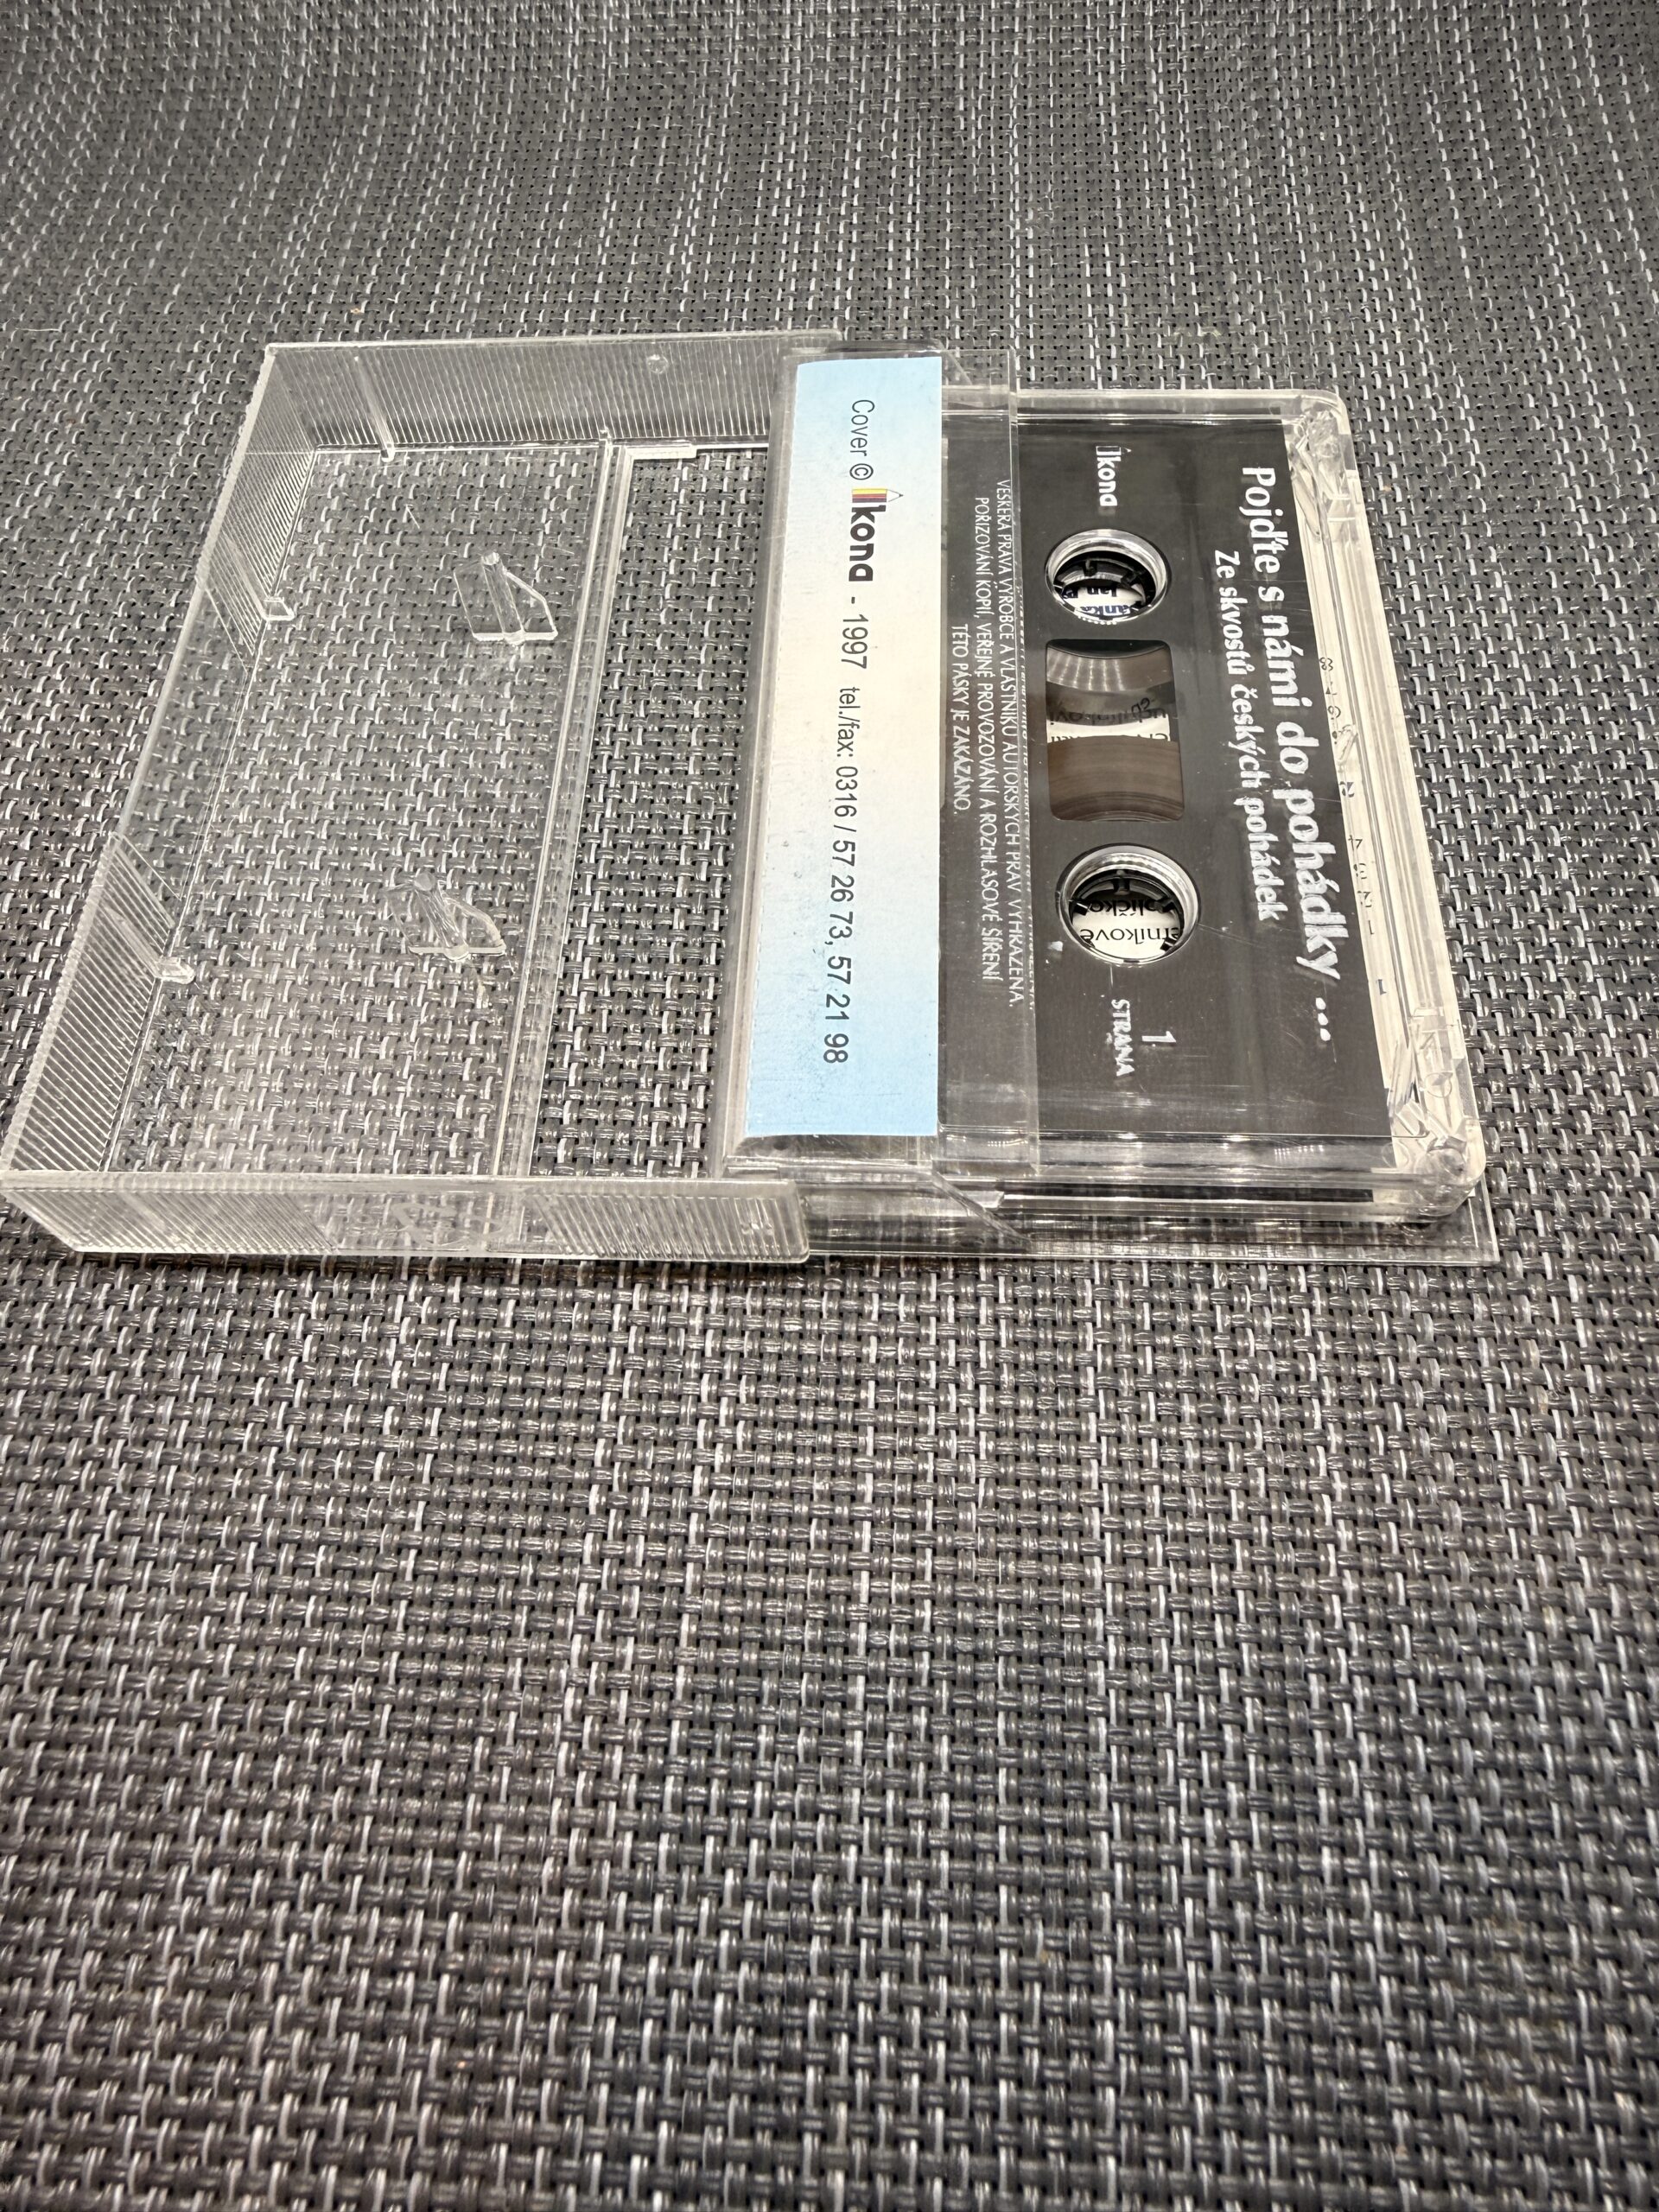 Pojďte s námi do pohádky ...
Ze skvostů českých pohádek
Ikona
1
STRANA
VEŠKERÁ PRÁVA VÝROBCE A VLASTNÍKŮ AUTORSKÝCH PRÁV VYHRAZENA.
POŘIZOVÁNÍ KOPIÍ, VEŘEJNÉ PROVOZOVÁNÍ A ROZHLASOVÉ ŠÍŘENÍ
TÉTO PÁSKY JE ZAKÁZÁNO.
Cover © Ikona - 1997 tel./fax: 0316 / 57 26 73, 57 21 98